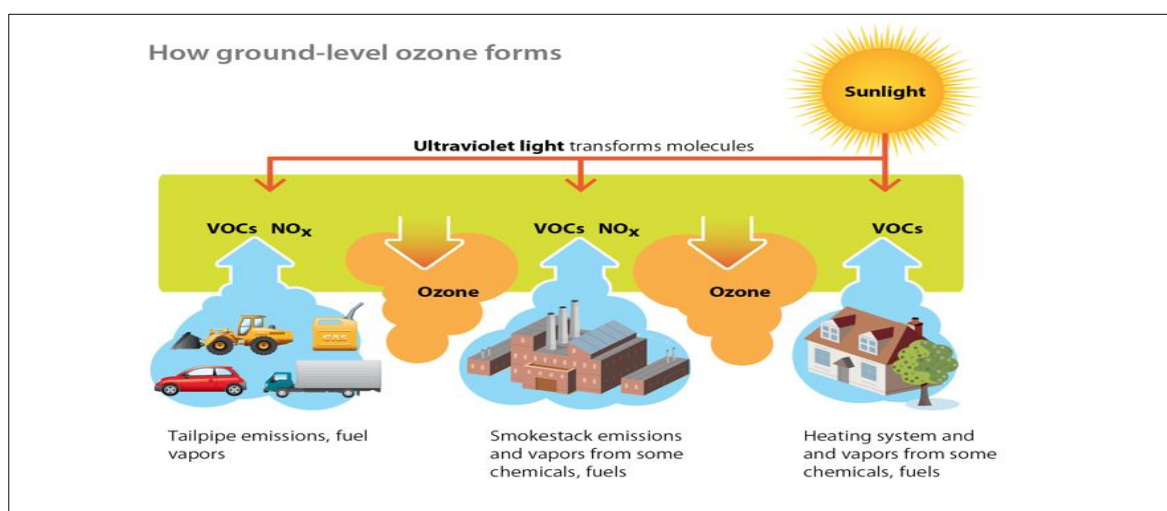 How ground-level ozone forms
Sunlight
Ultraviolet light transforms molecules
VOCs NOx
VOCs NOx
VOCs
Ozone
Ozone
GAS
Tailpipe emissions, fuel
vapors
Smokestack emissions
and vapors from some
chemicals, fuels
Heating system and
and vapors from some
chemicals, fuels